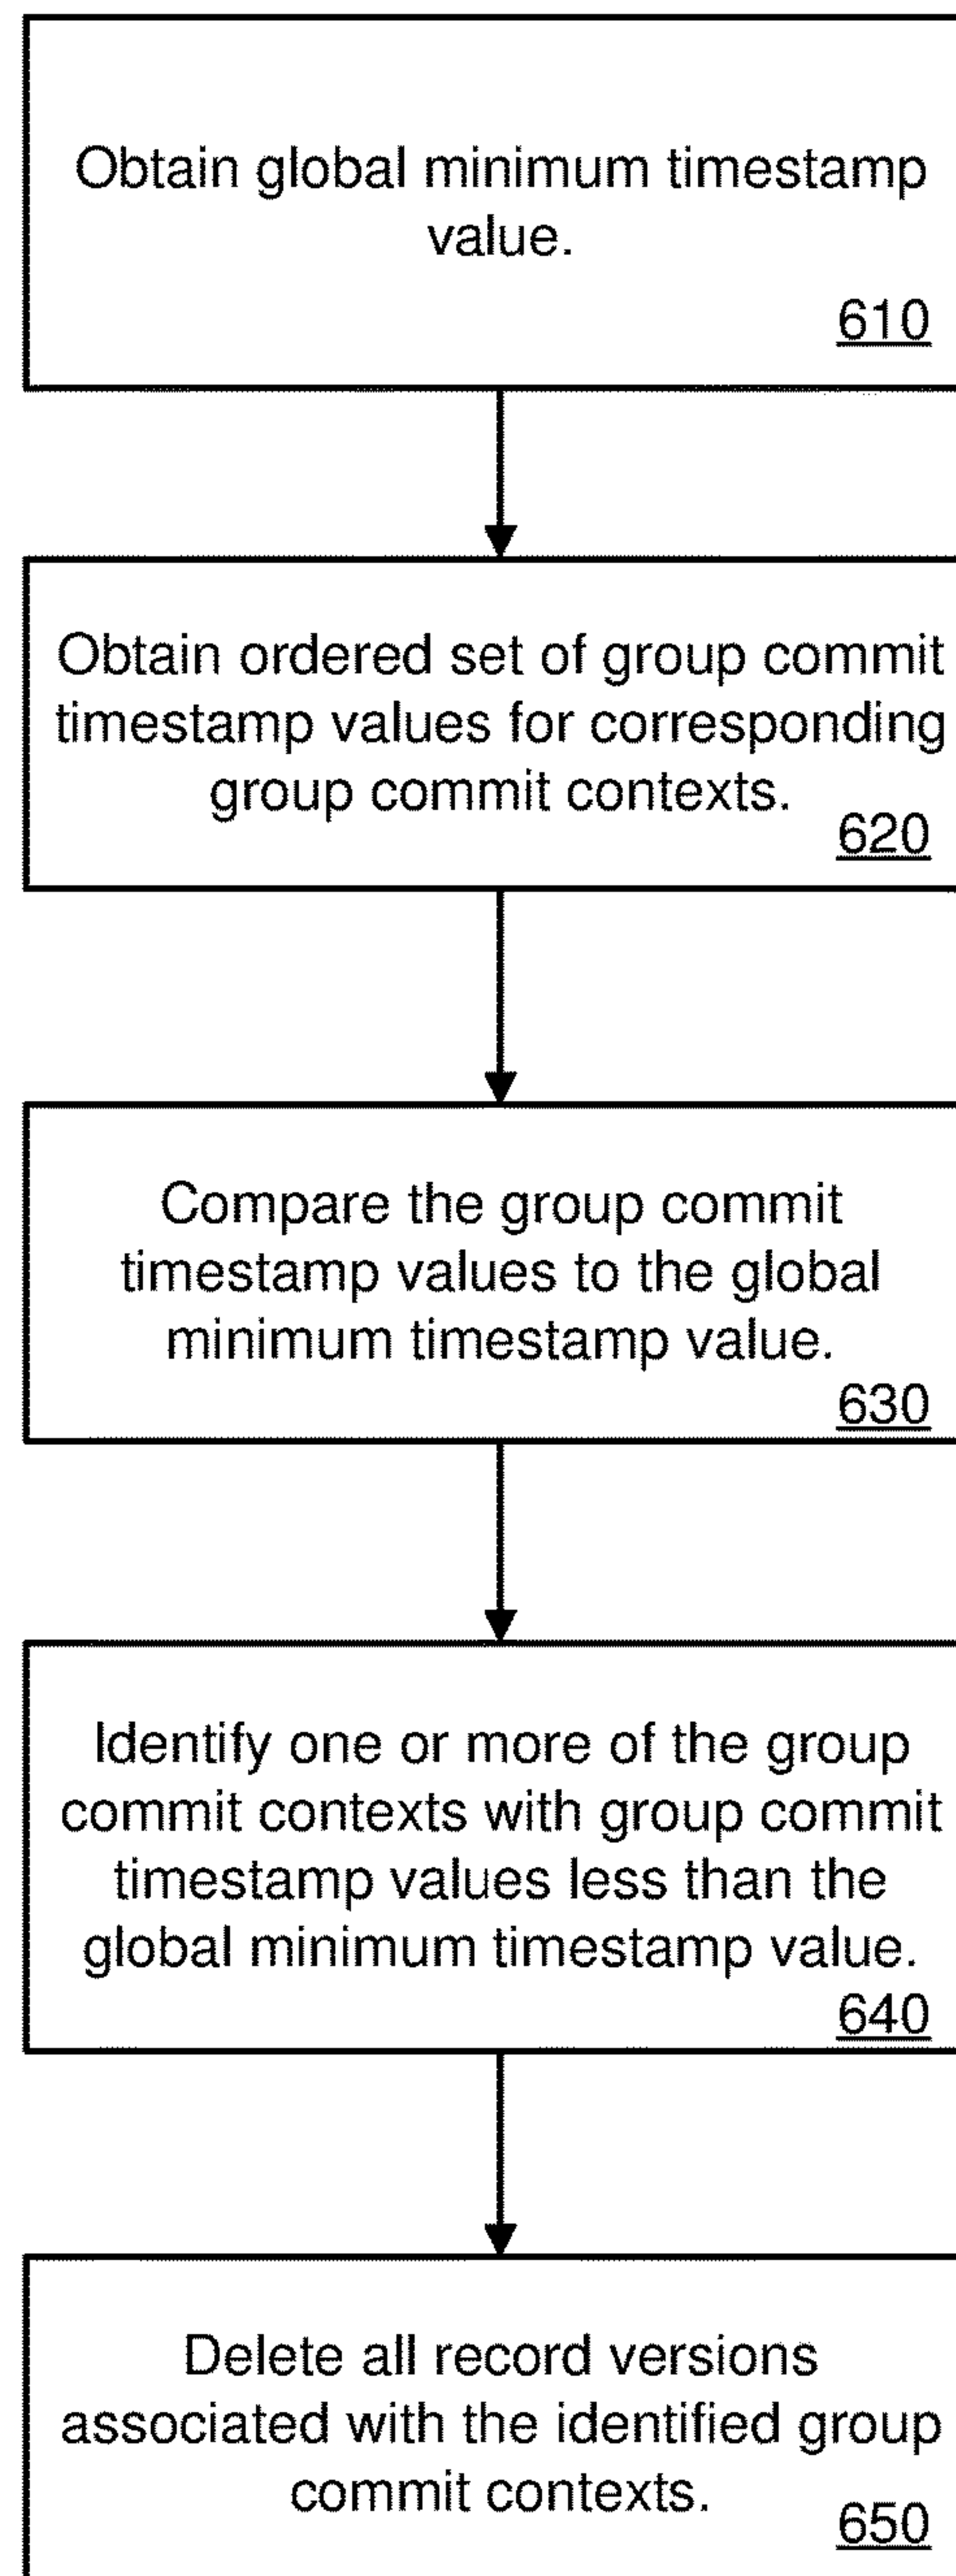 Obtain global minimum timestamp
value.
610
Obtain ordered set of group commit
timestamp values for corresponding
group commit contexts.
620
Compare the group commit
timestamp values to the global
minimum timestamp value.
630
Identify one or more of the group
commit contexts with group commit
timestamp values less than the
global minimum timestamp value.
640
Delete all record versions
associated with the identified group
commit contexts.
650